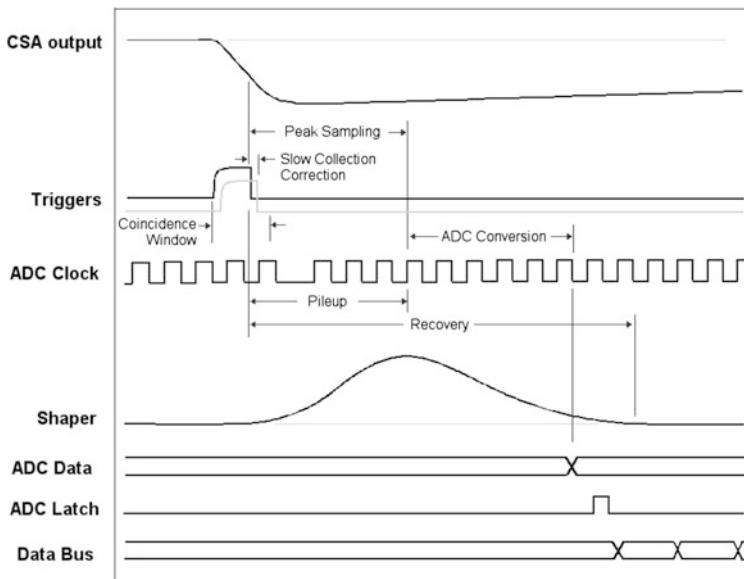 CSA output
Peak Sampling
Slow Collection
Correction
Triggers
Coincidence
Window
ADC Conversion
ADC Clock
Pileup
Recovery
Shaper
ADC Data
ADC Latch
Data Bus